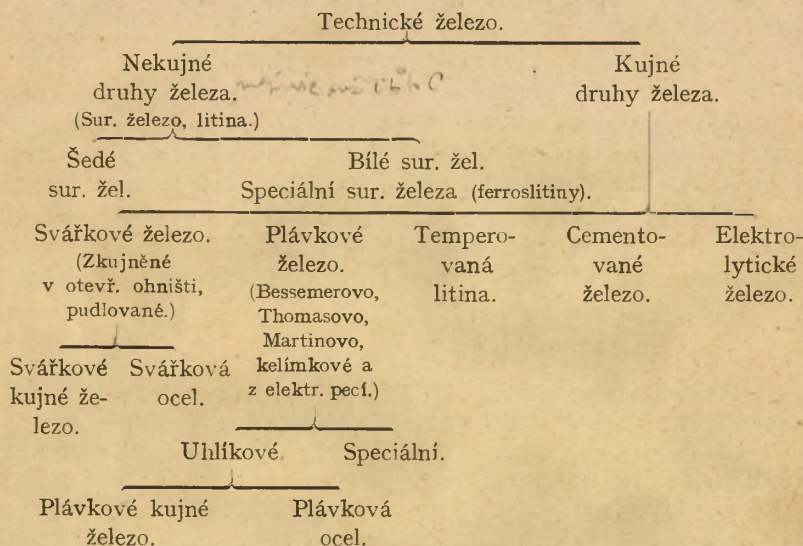 Technické železo.
Nekujné
druhy železa.
(Sur. železo, litina.)
Kujné
druhy železa.
Šedé
sur. žel.
Bílé sur. žel.
Speciální sur. železa (ferroslitiny).
Svářkové železo.
(Zkujněné
v otevř. ohništi,
pudlované.)
Plávkové
železo.
(Bessemerovo,
Thomasovo,
Martinovo,
kelímkové a
z elektr. pecí.)
Tempero-
vaná
litina.
Cemento-
vané
železo.
Elektro-
lytické
železo.
Svářkové
kujné že-
lezo.
Svářková
ocel.
Uhlíkové.
Speciální.
Plávkové kujné
železo.
Plávková
ocel.